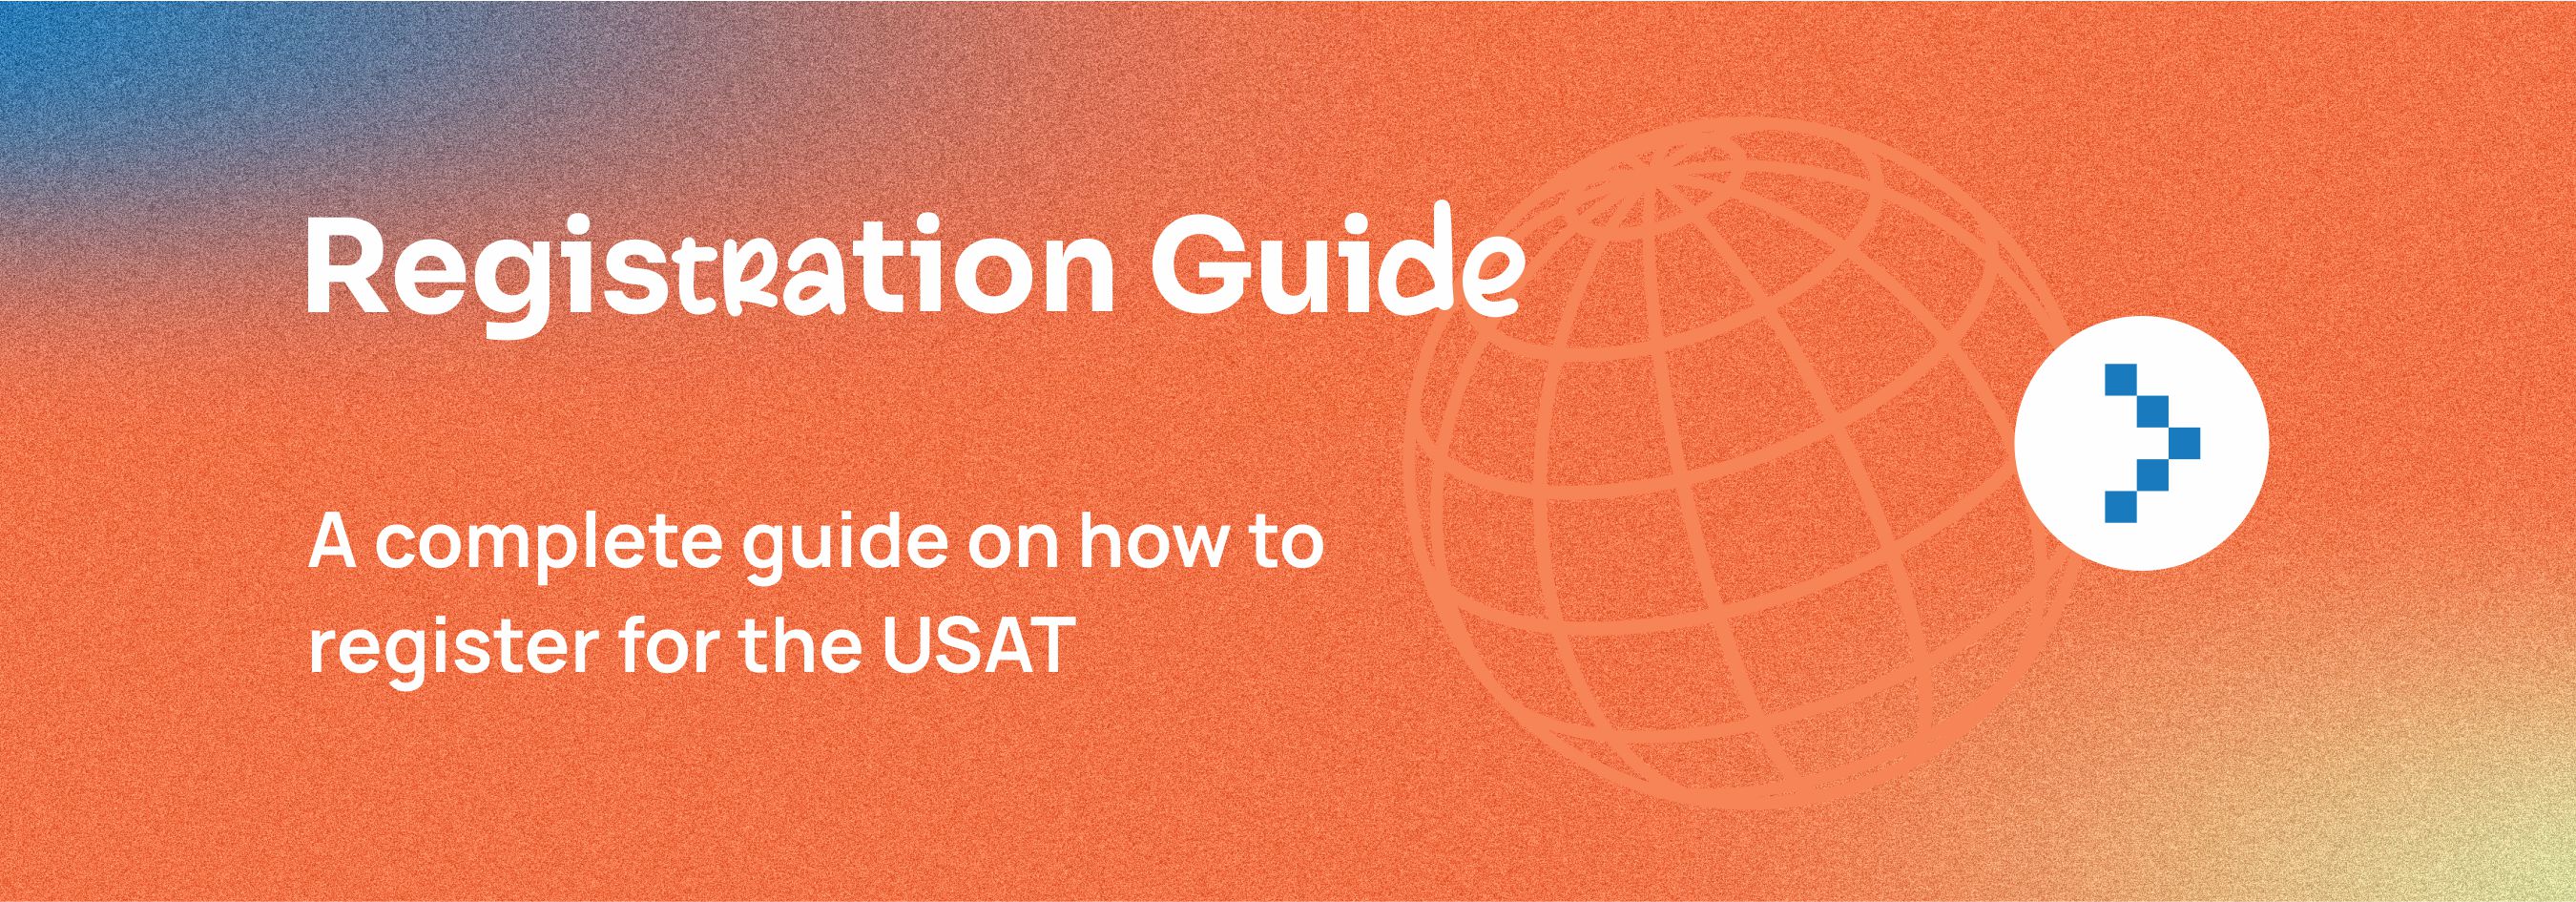 Registration Guide
A complete guide on how to
register for the USAT